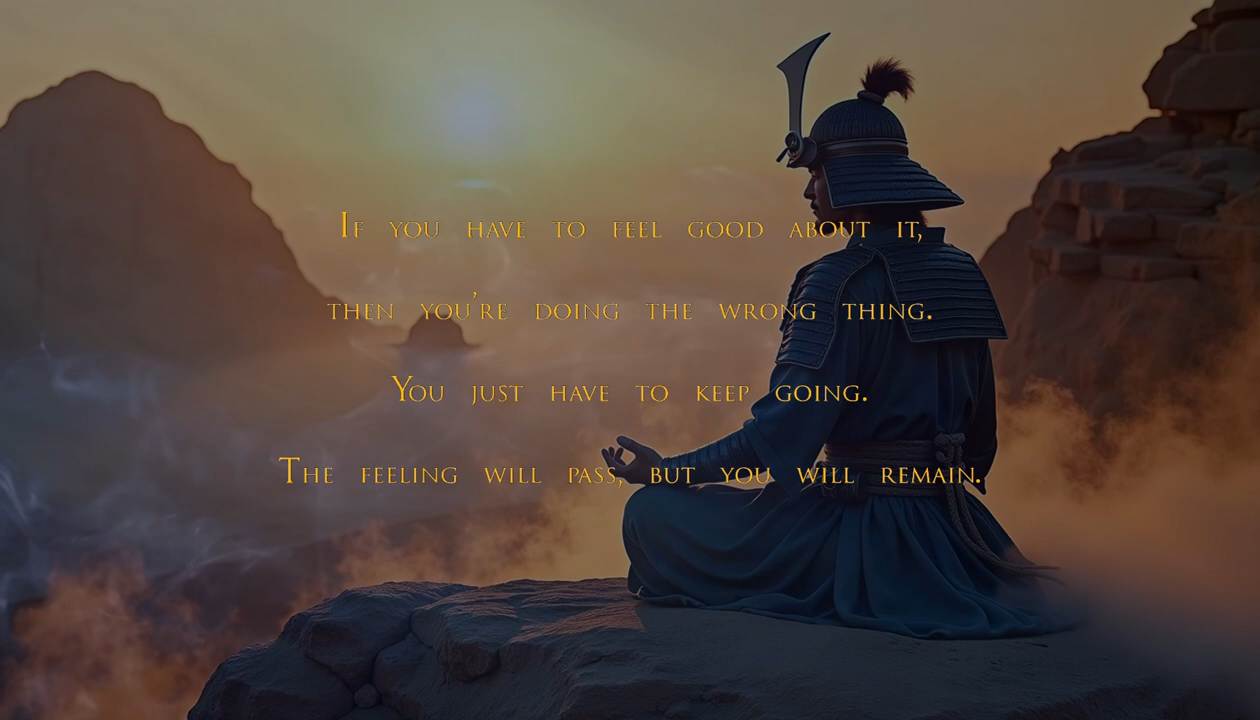 If you have to feel good about it,
then you're doing the wrong thing.
You just have to keep going.
The feeling will pass, but you will remain.